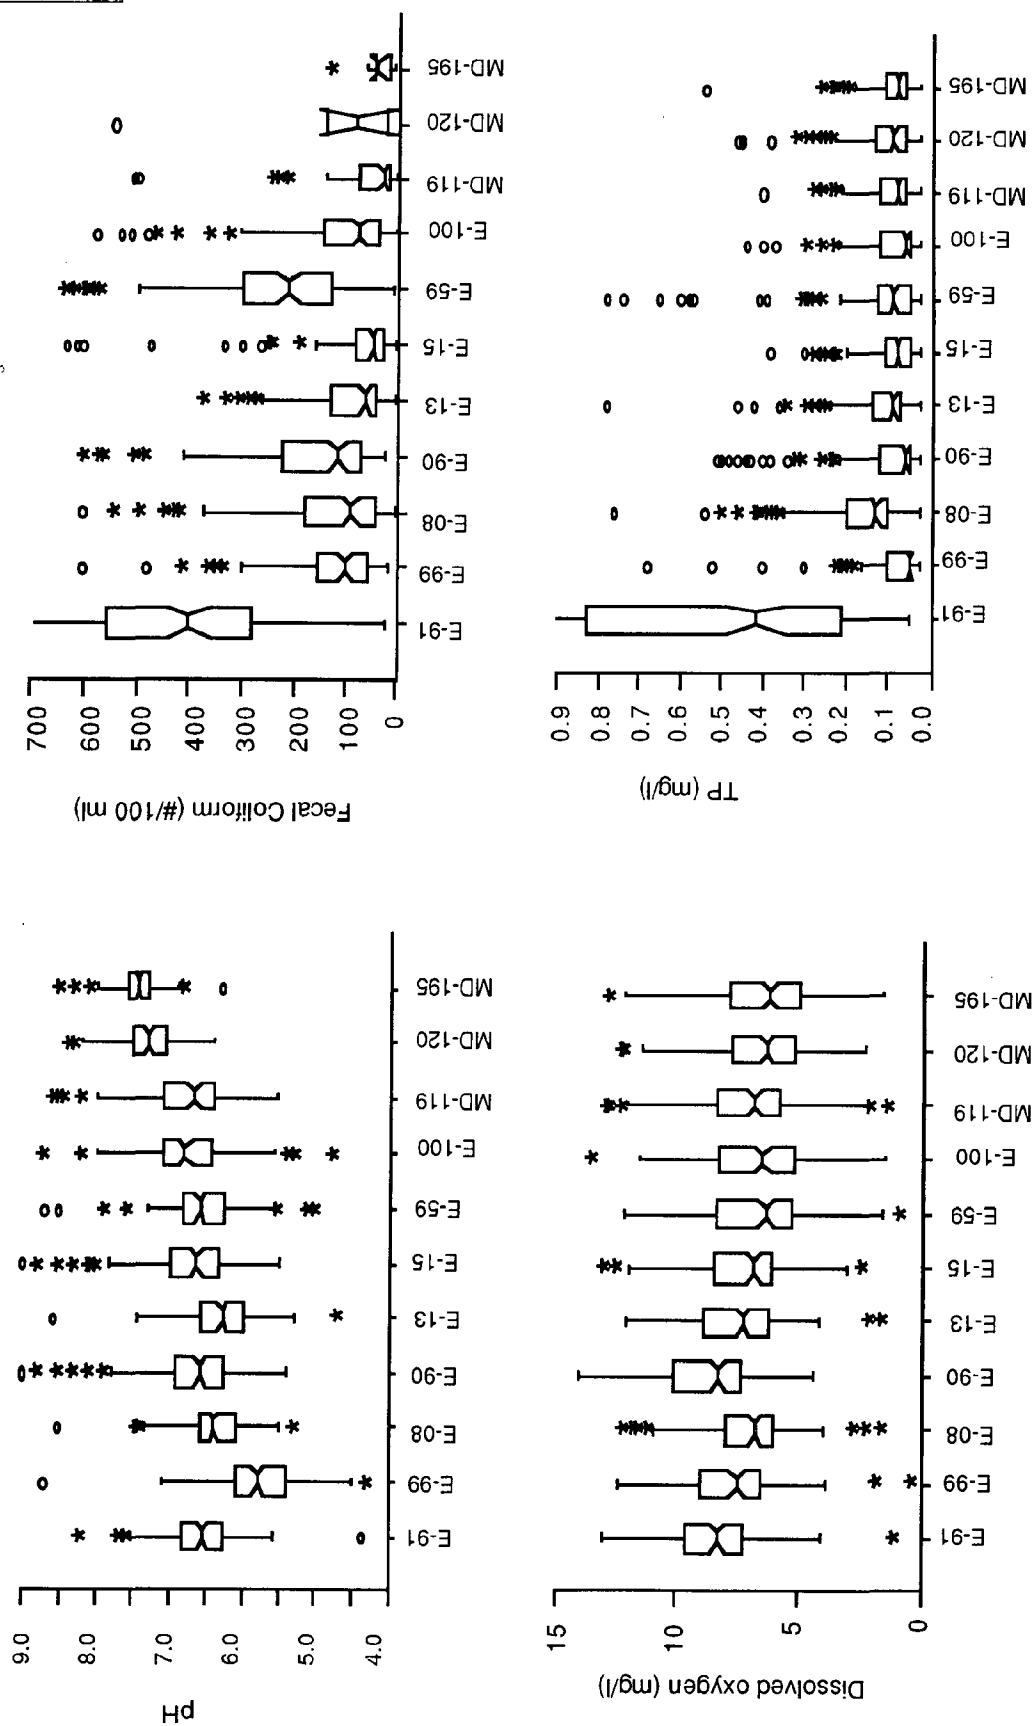 Fecal Coliform (#/100 ml)
700
600
500
400
300
200
100
0
E-91
E-99
E-08
E-90
E-13
E-15
E-59
E-100
MD-119
MD-120
MD-195
TP (mg/l)
0.9
0.8
0.7
0.6
0.5
0.4
0.3
0.2
0.1
0.0
E-91
E-99
E-08
E-90
E-13
E-15
E-59
E-100
MD-119
MD-120
MD-195
pH
9.0
8.0
7.0
6.0
5.0
4.0
E-91
E-99
E-08
E-90
E-13
E-15
E-59
E-100
MD-119
MD-120
MD-195
Dissolved oxygen (mg/l)
15
10
5
0
E-91
E-99
E-08
E-90
E-13
E-15
E-59
E-100
MD-119
MD-120
MD-195